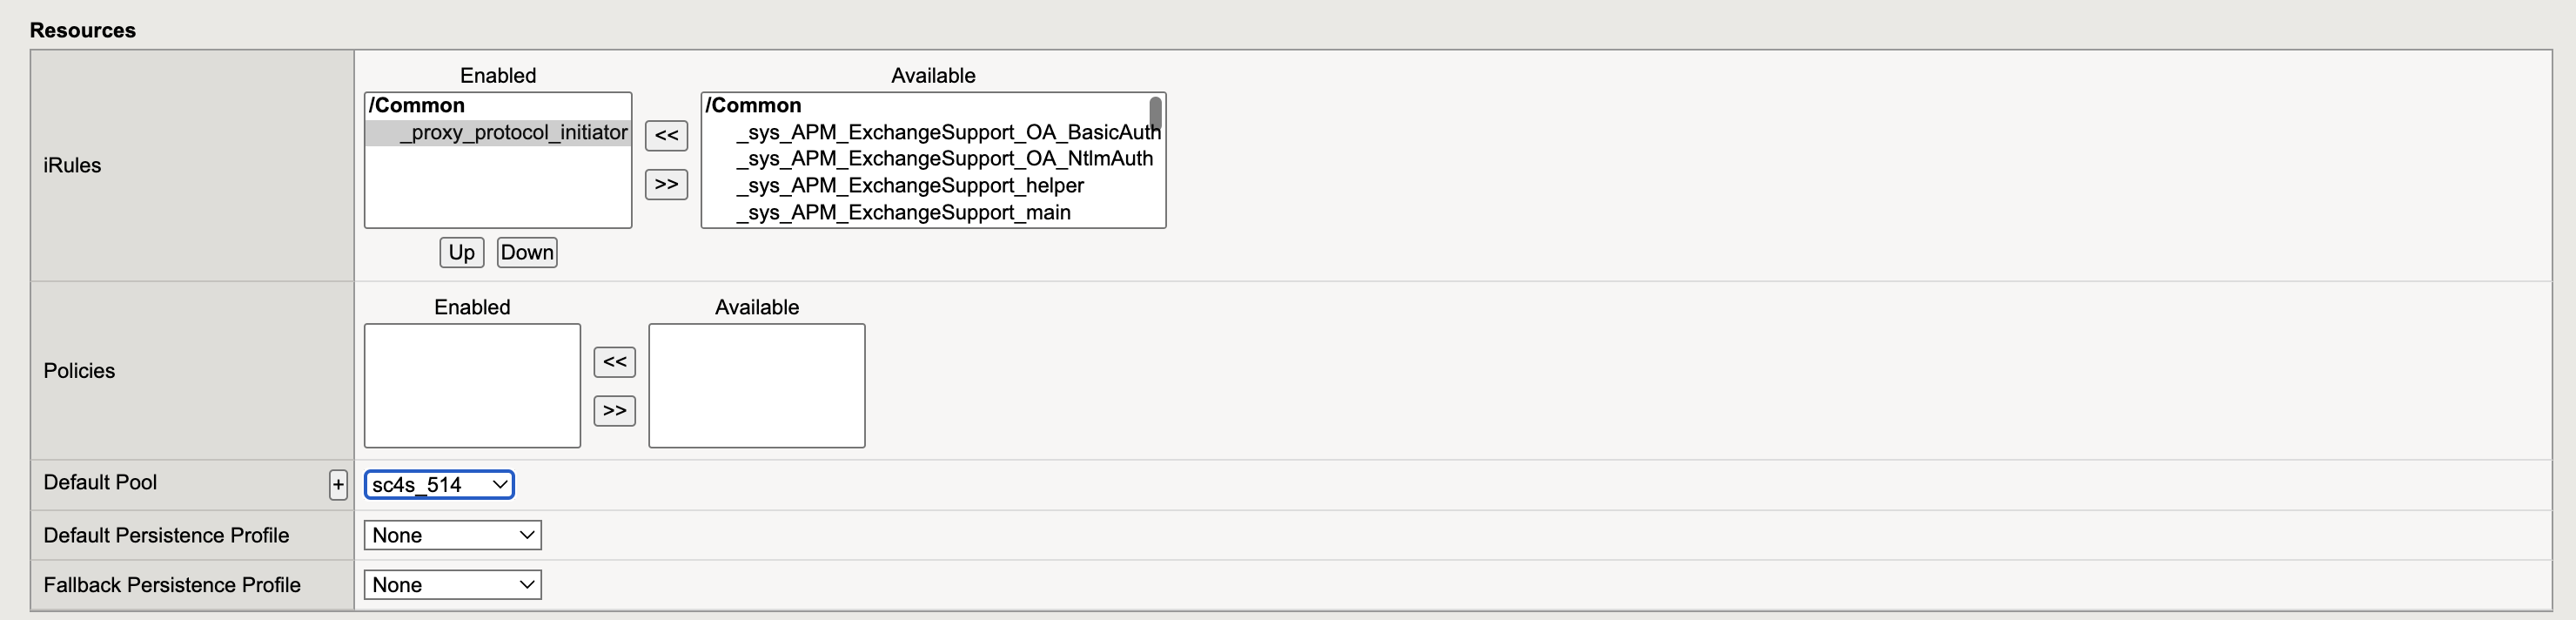 Resources
iRules
Enabled
/Common
_proxy_protocol_initiator
<<
>>
Up Down
Available
/Common
_sys_APM_ExchangeSupport_OA_BasicAuth
_sys_APM_ExchangeSupport_OA_NtlmAuth
_sys_APM_ExchangeSupport_helper
_sys_APM_ExchangeSupport_main
Policies
Enabled
<<
>>
Available
Default Pool + sc4s_514
Default Persistence Profile None
Fallback Persistence Profile None